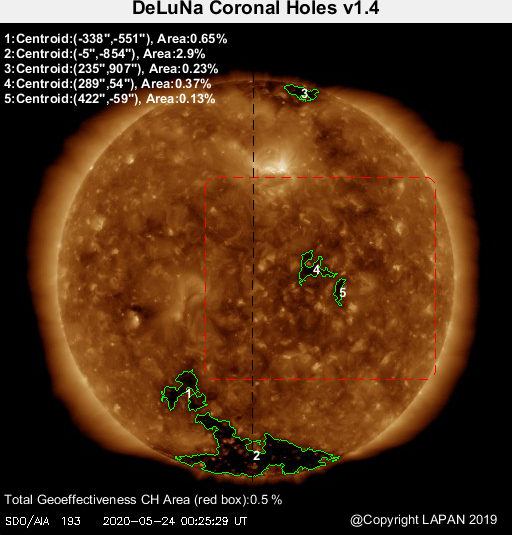 DeLuNa Coronal Holes v1.4
1:Centroid:(-338",-551"), Area:0.65%
2:Centroid:(-5",-854"), Area:2.9%
3:Centroid:(235",907"), Area:0.23%
4:Centroid:(289",54"), Area:0.37%
5:Centroid:(422",-59"), Area:0.13%
3
4
5
1
2
Total Geoeffectiveness CH Area (red box):0.5 %
SDO/AIA 193 2020-05-24 00:25:29 UT
@Copyright LAPAN 2019